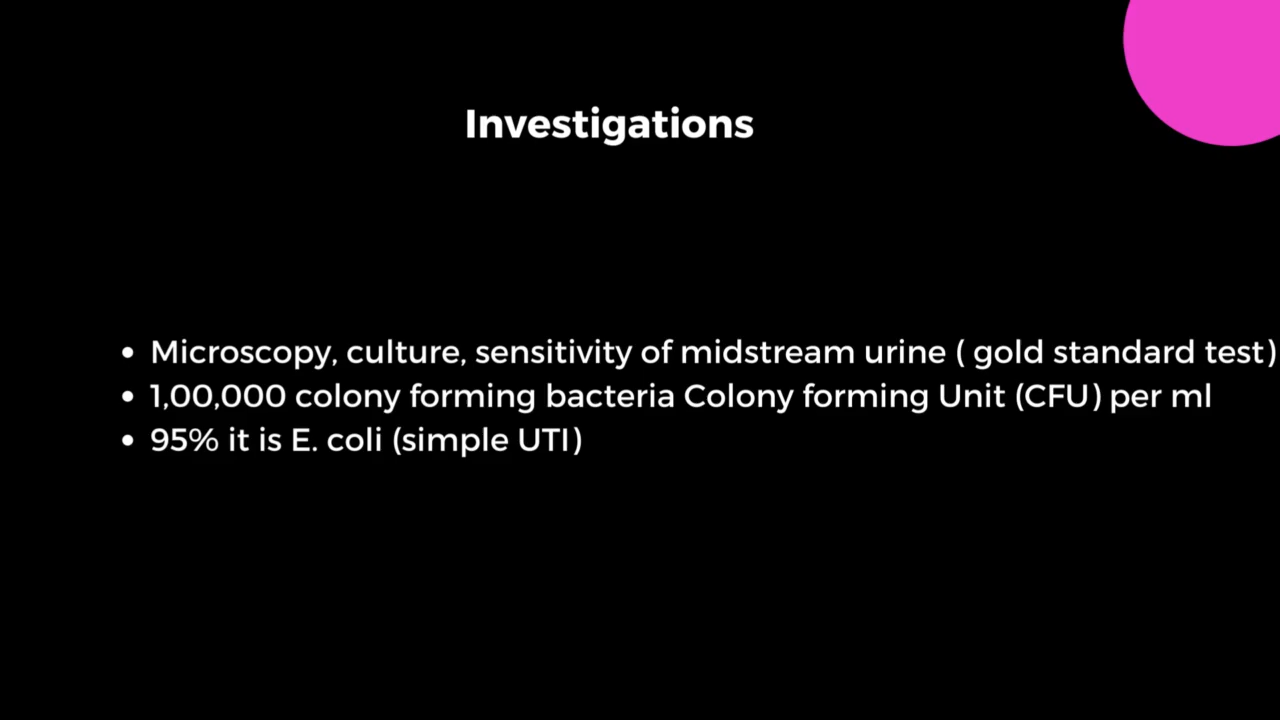 Investigations
• Microscopy, culture, sensitivity of midstream urine ( gold standard test)
• 1,00,000 colony forming bacteria Colony forming Unit (CFU) per ml
• 95% it is E. coli (simple UTI)